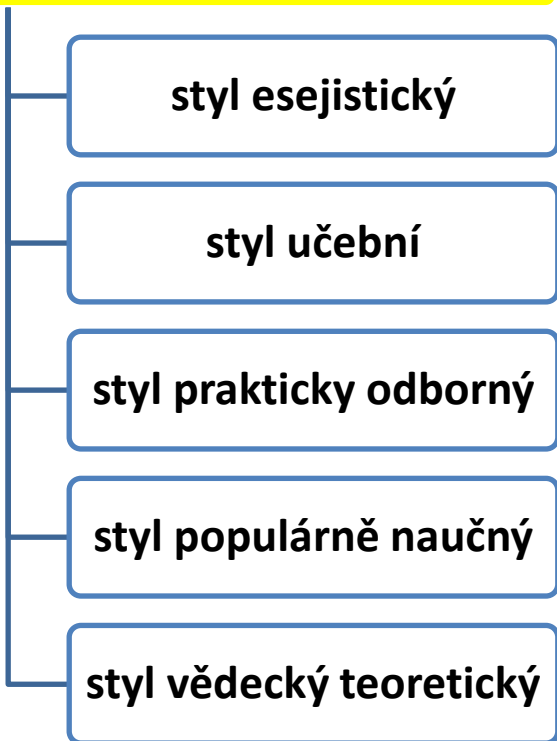 styl esejistický
styl učební
styl prakticky odborný
styl populárně naučný
styl vědecký teoretický